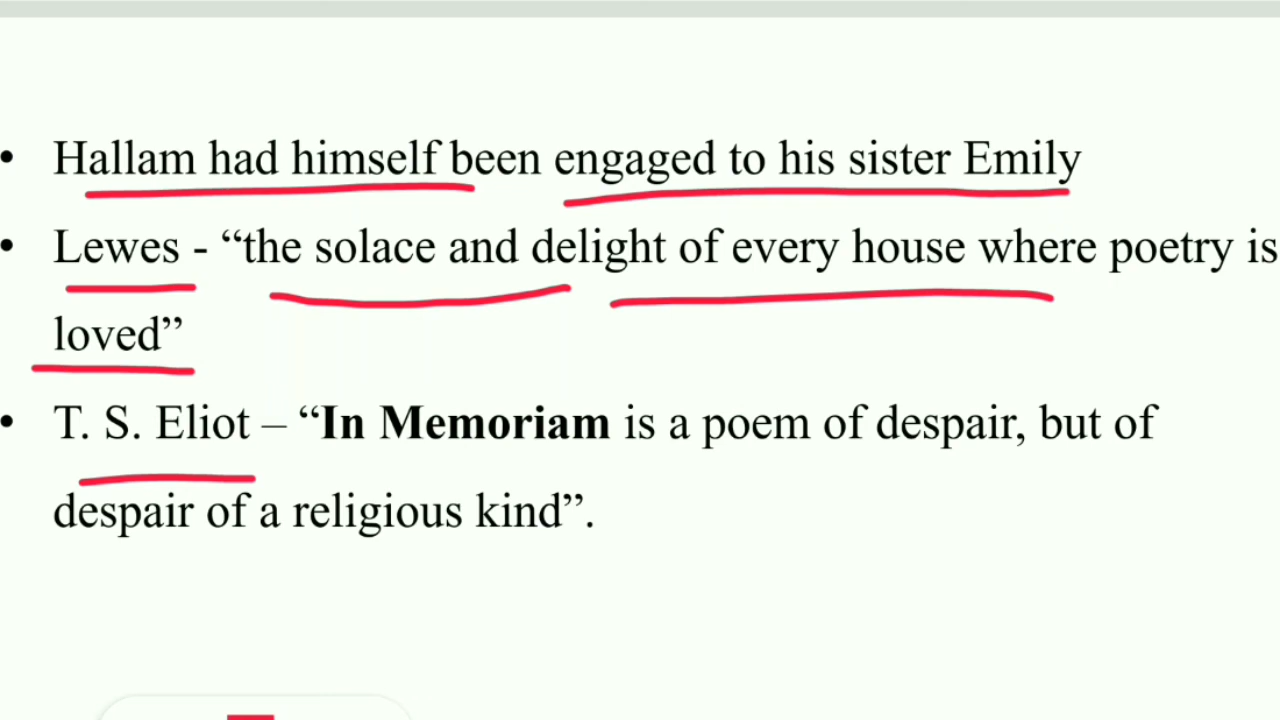 • Hallam had himself been engaged to his sister Emily
• Lewes - “the solace and delight of every house where poetry is
loved”
• T. S. Eliot – “In Memoriam is a poem of despair, but of
despair of a religious kind”.